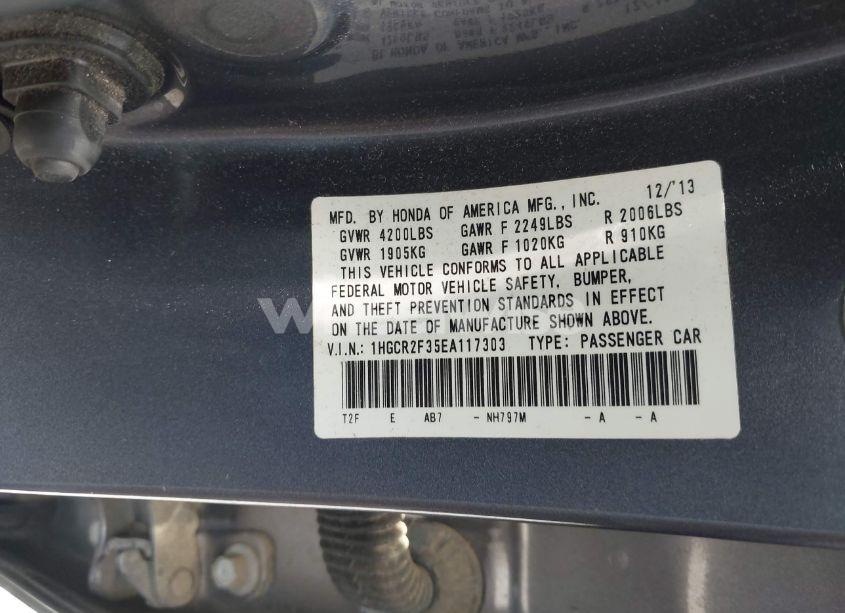 MFD. BY HONDA OF AMERICA MFG., INC. 12/'13
GVWR 4200LBS GAWR F 2249LBS R 2006LBS
GVWR 1905KG GAWR F 1020KG R 910KG
THIS VEHICLE CONFORMS TO ALL APPLICABLE
FEDERAL MOTOR VEHICLE SAFETY, BUMPER,
AND THEFT PREVENTION STANDARDS IN EFFECT
ON THE DATE OF MANUFACTURE SHOWN ABOVE.
V.I.N.: 1HGCR2F35EA117303 TYPE: PASSENGER CAR
T2F E AB7 - NH797M - A - A